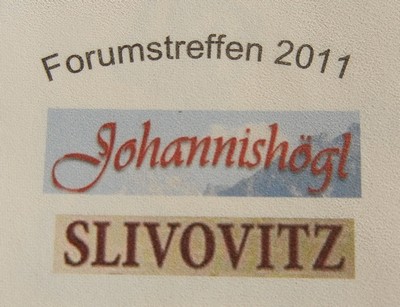 Forumstreffen 2011
Johannishögl
SLIVOVITZ